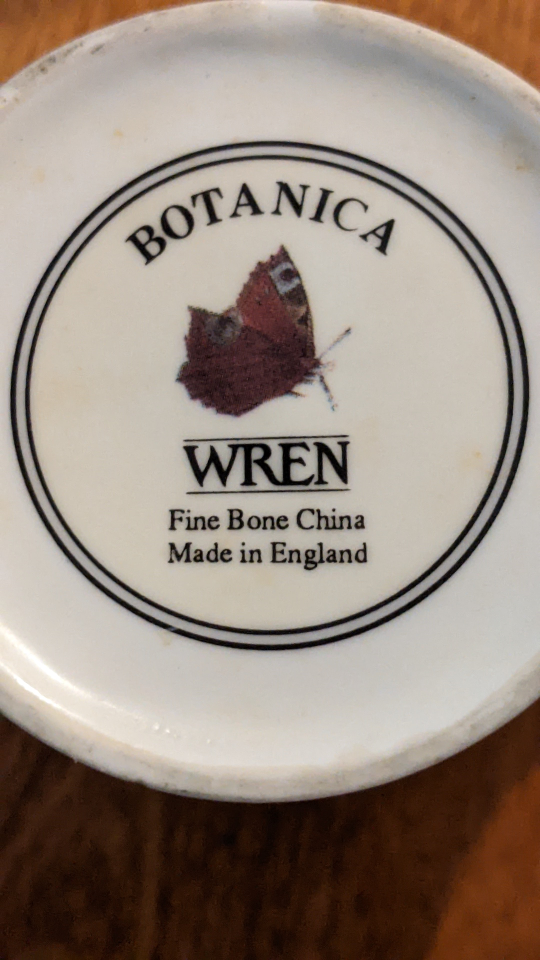 BOTANICA
WREN
Fine Bone China
Made in England